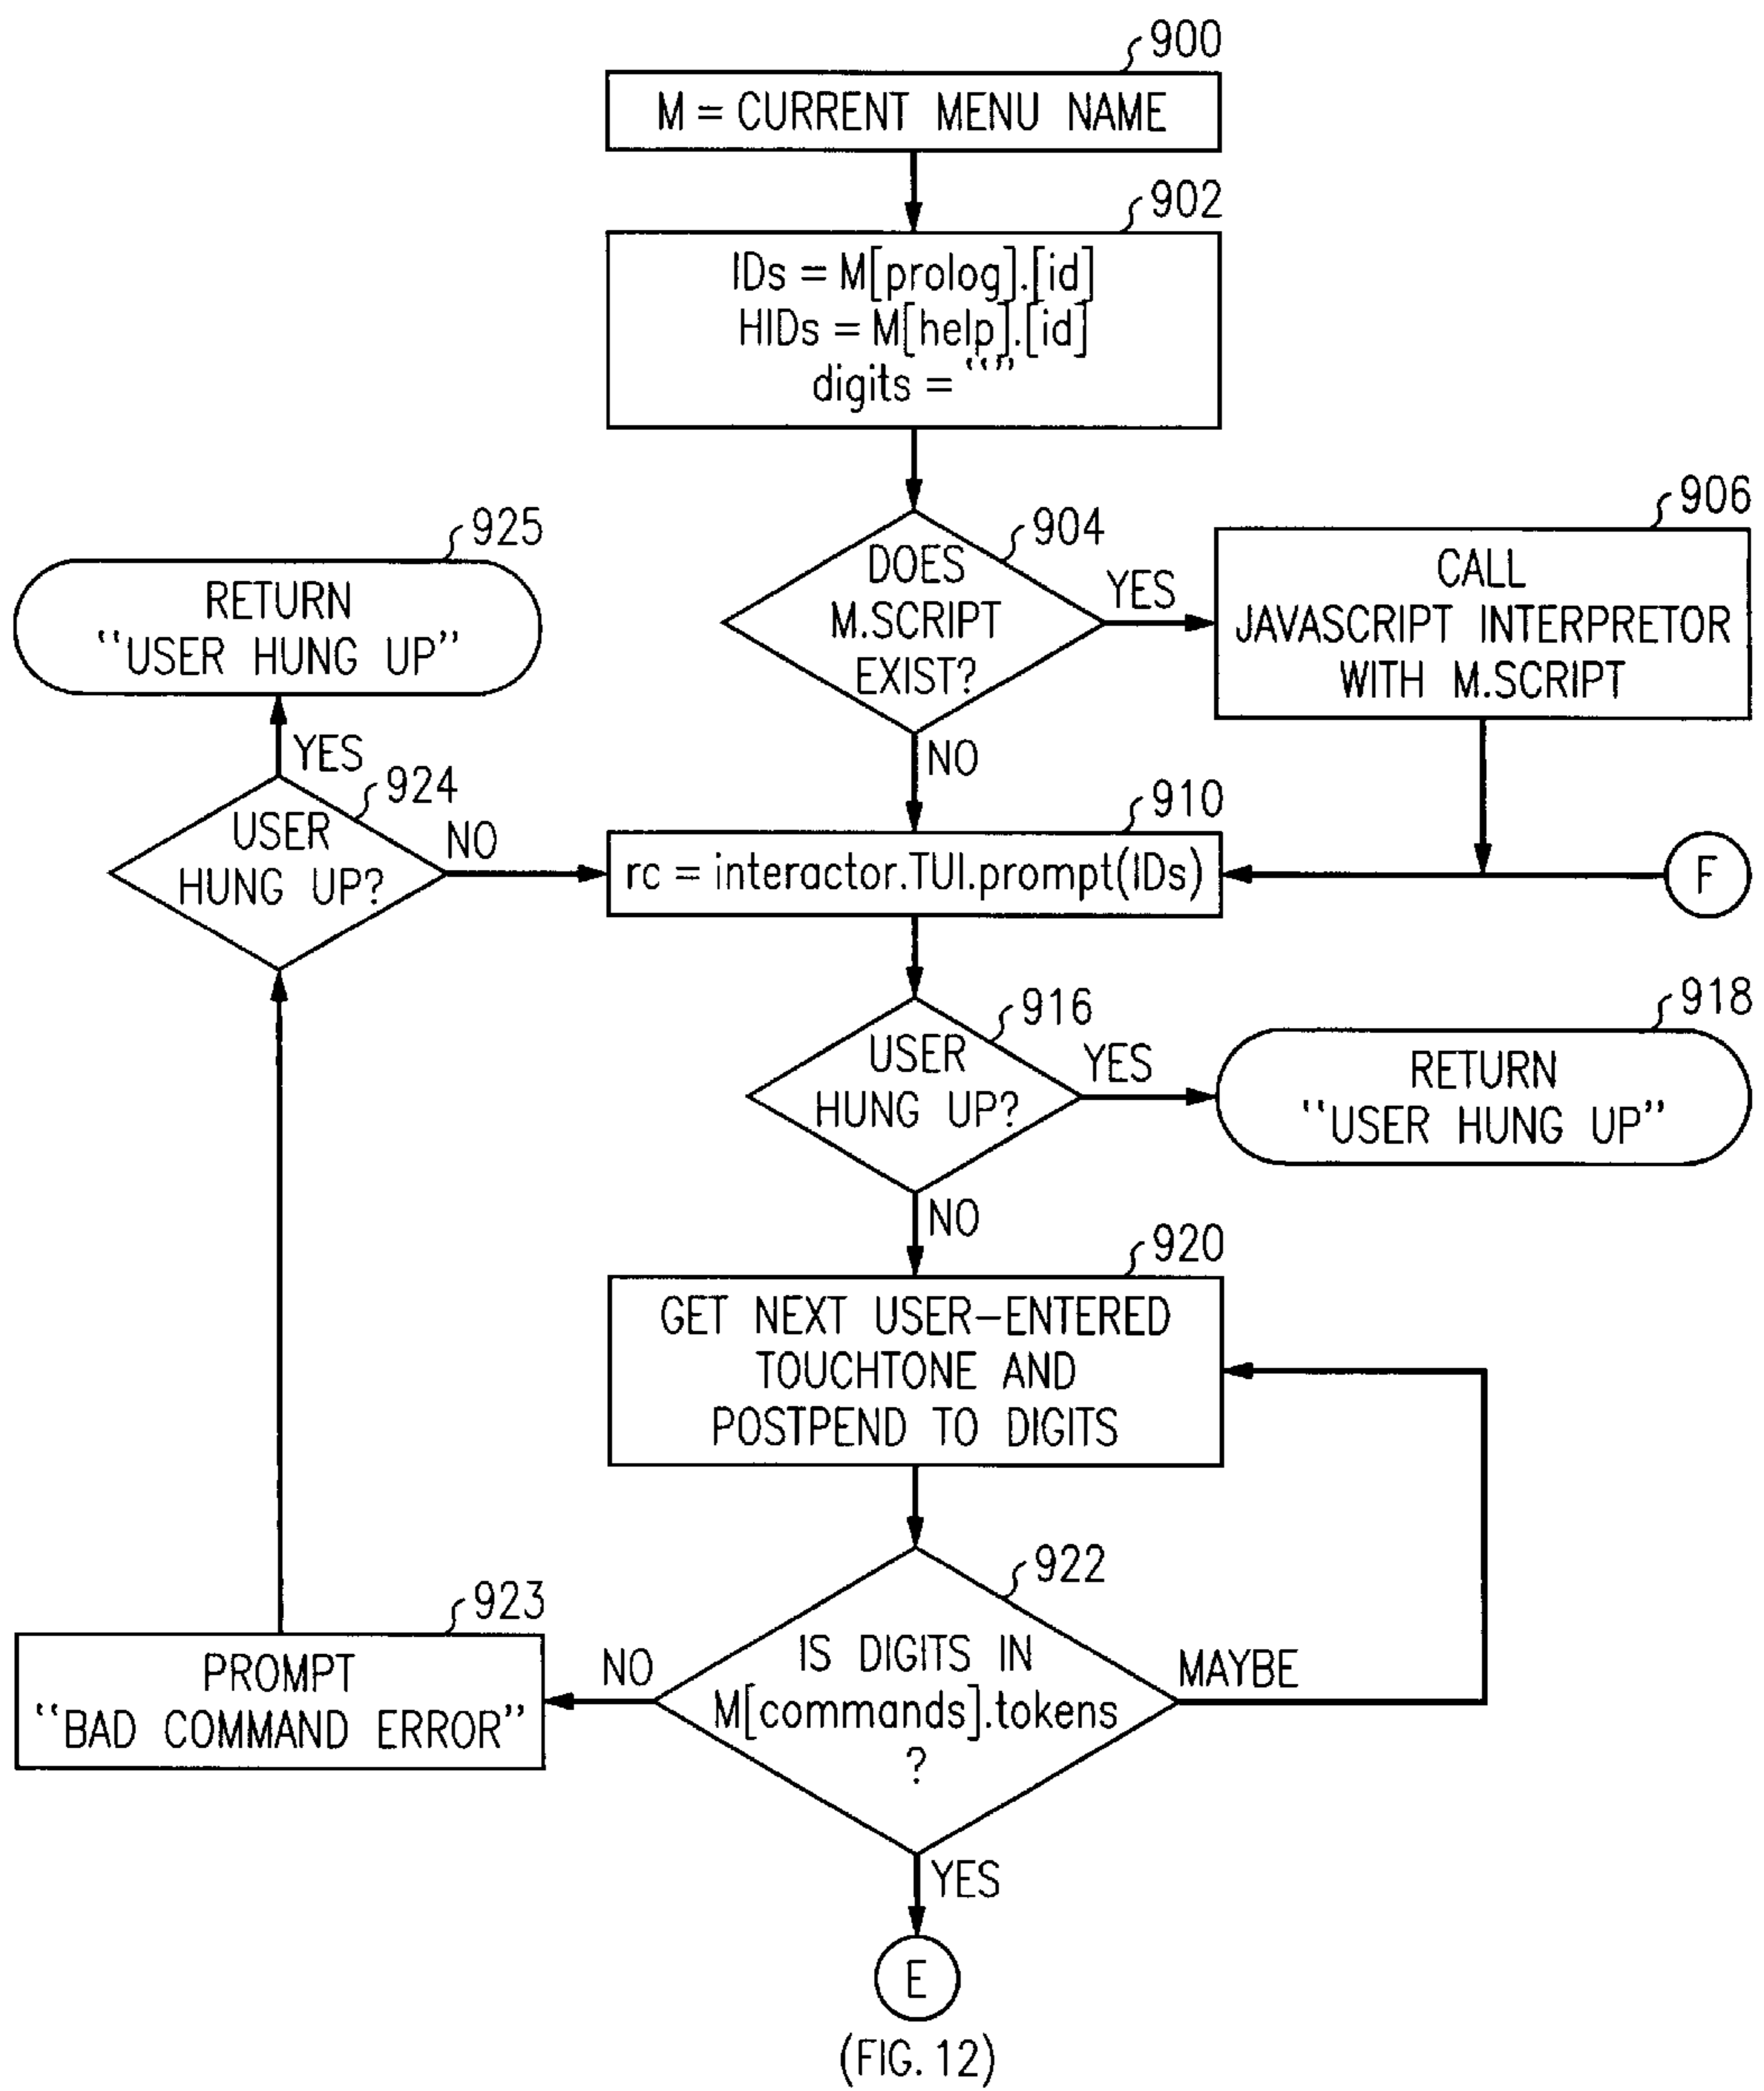 900
M = CURRENT MENU NAME
902
IDs = M[prolog].[id]
HIDs = M[help].[id]
digits = “”
904
DOES
M.SCRIPT
EXIST?
YES
NO
906
CALL
JAVASCRIPT INTERPRETOR
WITH M.SCRIPT
925
RETURN
“USER HUNG UP”
YES
924
USER
HUNG UP?
NO
910
rc = interactor.TUI.prompt(IDs)
F
916
USER
HUNG UP?
YES
NO
918
RETURN
“USER HUNG UP”
920
GET NEXT USER-ENTERED
TOUCHTONE AND
POSTPEND TO DIGITS
922
IS DIGITS IN
M[commands].tokens
?
NO
MAYBE
YES
923
PROMPT
“BAD COMMAND ERROR”
E
(FIG. 12)